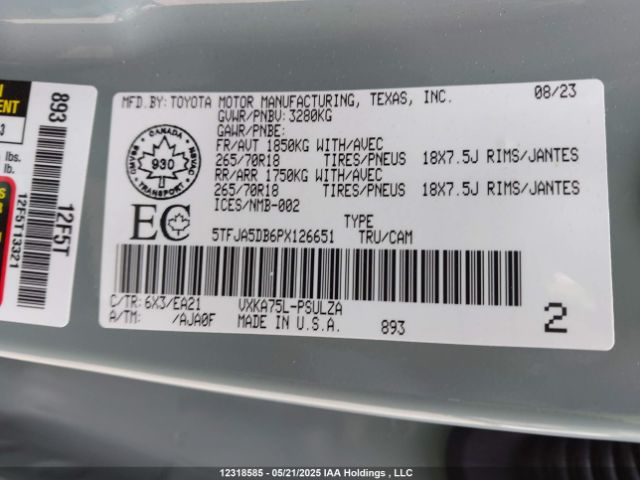 MFD.BY: TOYOTA MOTOR MANUFACTURING, TEXAS, INC. 08/23
GVWR/PNBV: 3280KG
GAWR/PNBE:
FR/AVT 1850KG WITH/AVEC
265/70R18 TIRES/PNEUS 18X7.5J RIMS/JANTES
RR/ARR 1750KG WITH/AVEC
265/70R18 TIRES/PNEUS 18X7.5J RIMS/JANTES
ICES/NMB-002
CANADA
930
TRANSPORT
EC
TYPE
5TFJA5DB6PX126651 TRU/CAM
C/TR: 6X3/EA21 VXKA75L-PSULZA
A/TM: /AJA0F MADE IN U.S.A. 893
2
893
12F5T
12F5T13321
lbs.
lbs.
12318585 - 05/21/2025 IAA Holdings , LLC